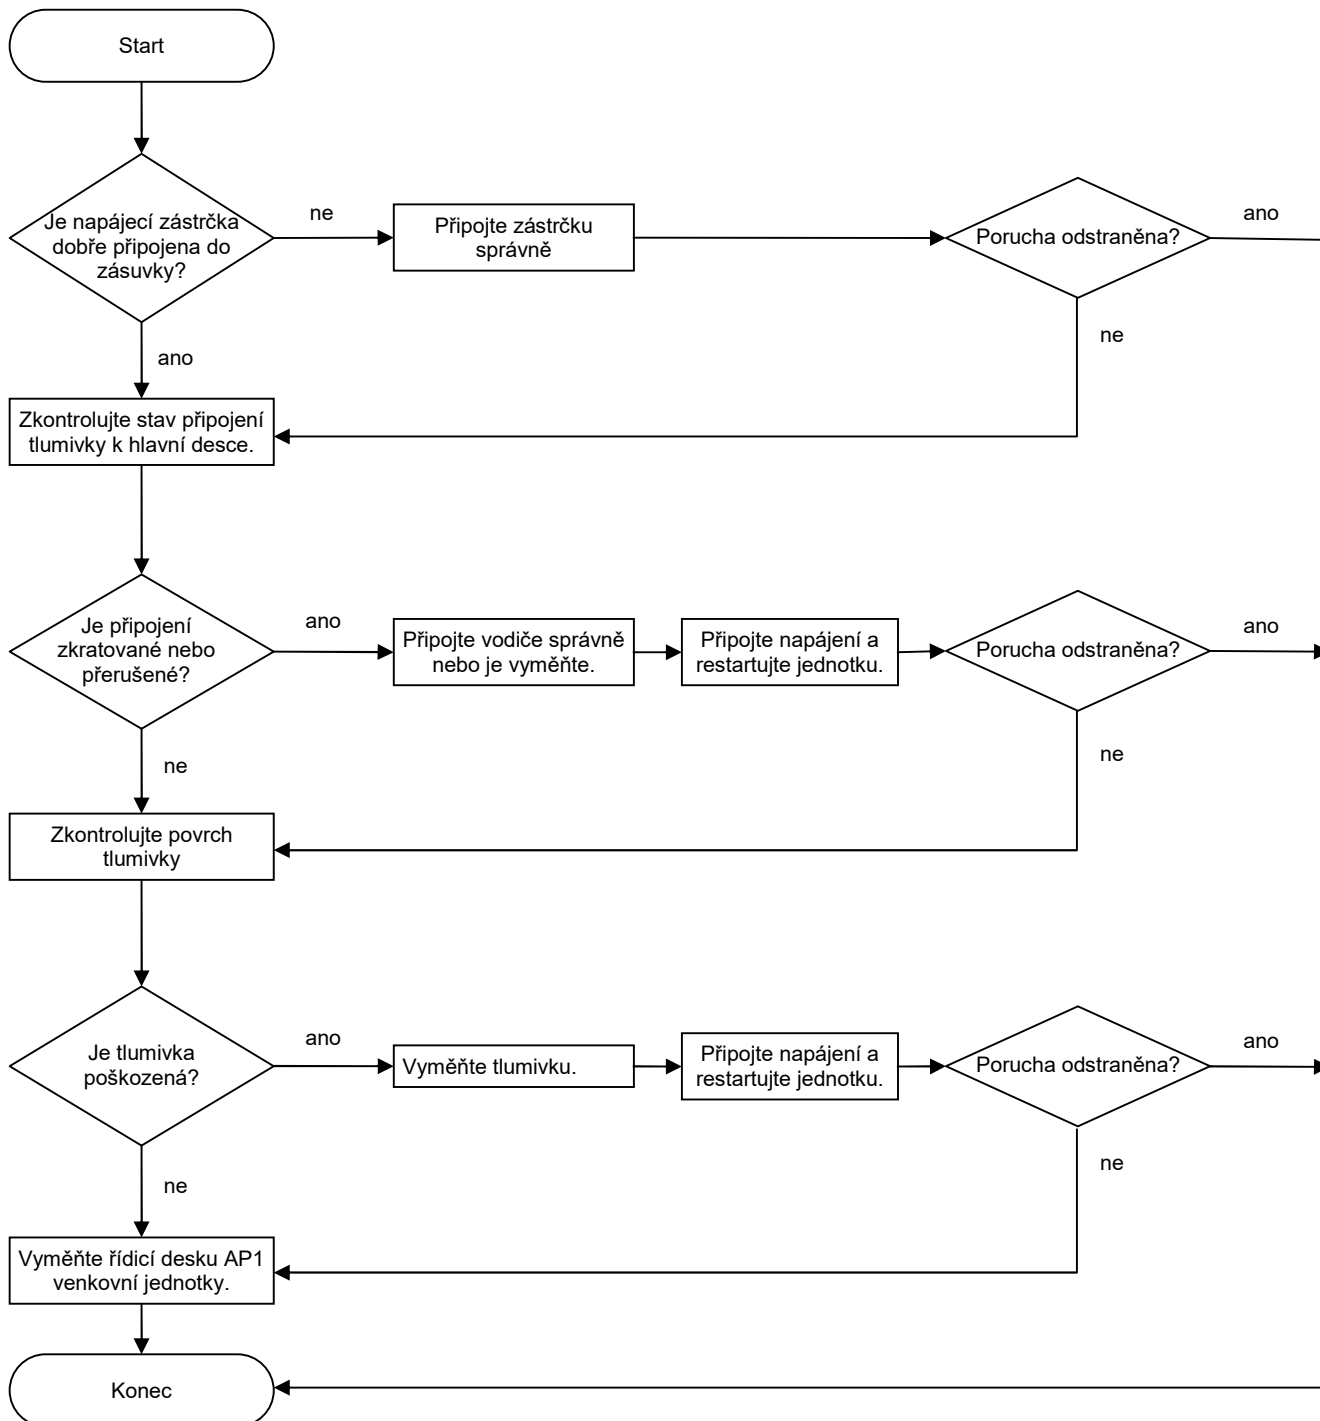 Start
Je napájecí zástrčka
dobře připojena do
zásuvky?
ne
Připojte zástrčku
správně
Porucha odstraněna?
ano
ne
ano
Zkontrolujte stav připojení
tlumivky k hlavní desce.
Je připojení
zkratované nebo
přerušené?
ano
Připojte vodiče správně
nebo je vyměňte.
Připojte napájení a
restartujte jednotku.
Porucha odstraněna?
ano
ne
ne
Zkontrolujte povrch
tlumivky
Je tlumivka
poškozená?
ano
Vyměňte tlumivku.
Připojte napájení a
restartujte jednotku.
Porucha odstraněna?
ano
ne
ne
Vyměňte řídicí desku AP1
venkovní jednotky.
Konec